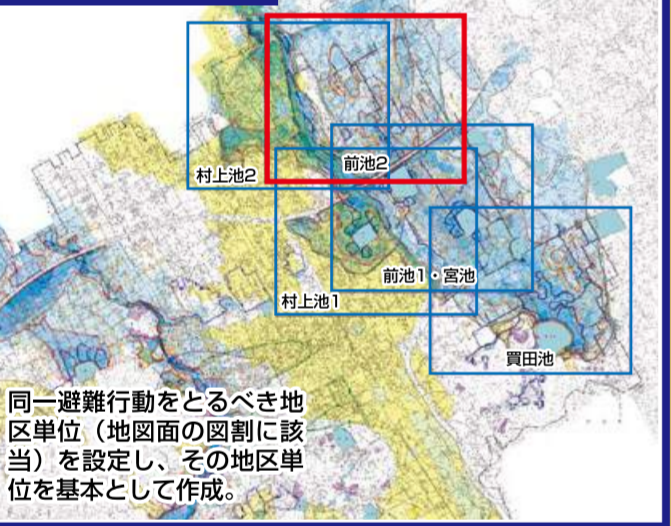 村上池2
前池2
前池1・宮池
村上池1
買田池
同一避難行動をとるべき地
区単位（地図面の図割に該
当）を設定し、その地区単
位を基本として作成。